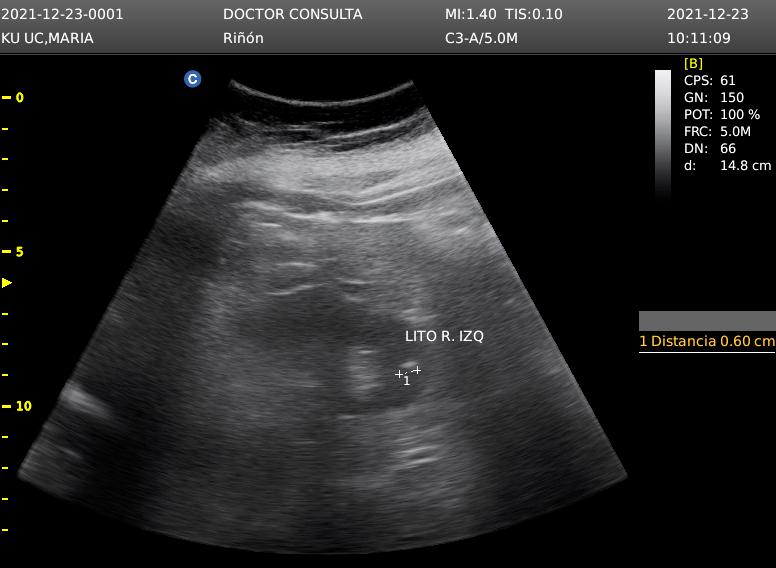 2021-12-23-0001 DOCTOR CONSULTA MI:1.40 TIS:0.10 2021-12-23
KU UC,MARIA Riñón C3-A/5.0M 10:11:09
C
[B]
CPS: 61
GN: 150
POT: 100 %
FRC: 5.0M
DN: 66
d: 14.8 cm
0
5
10
LITO R. IZQ
1
1 Distancia 0.60 cm